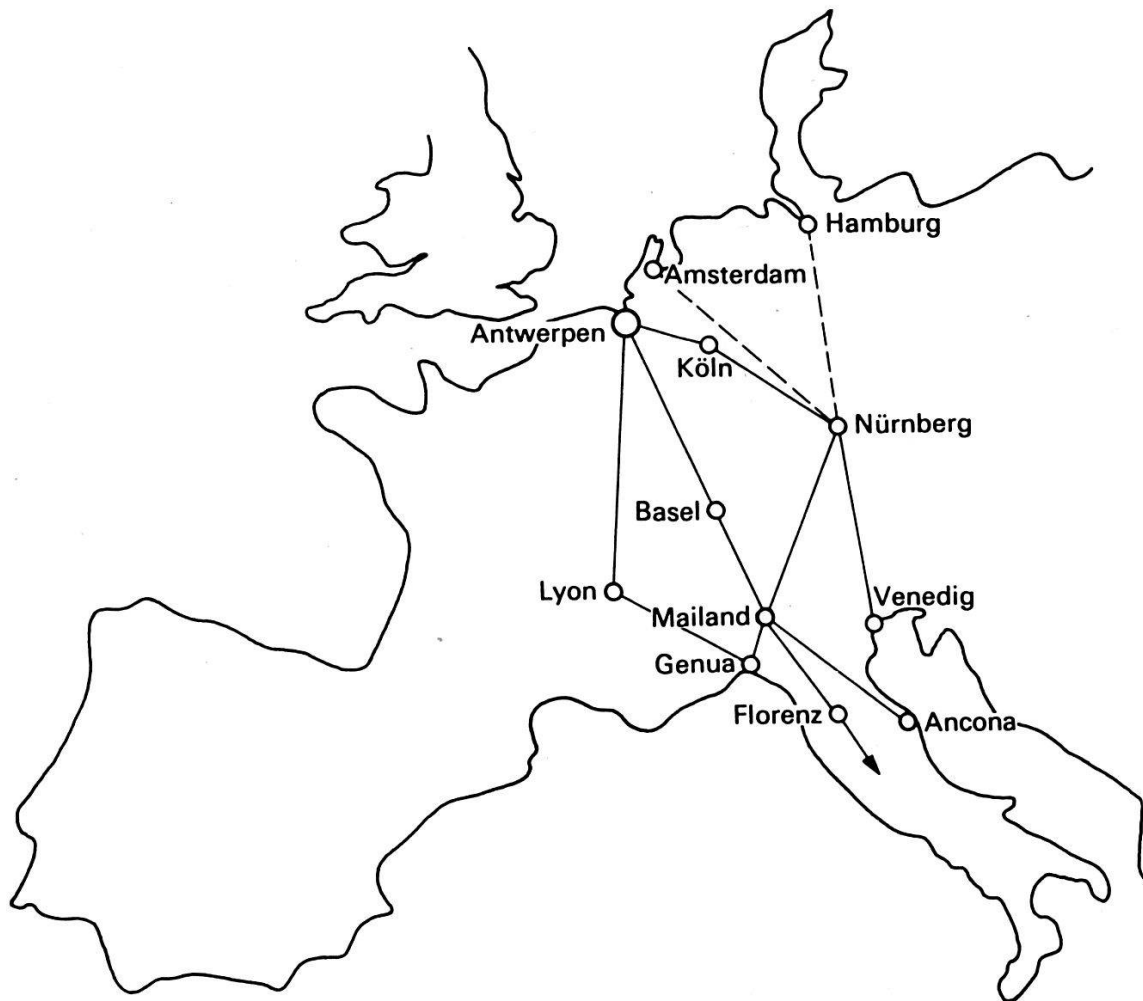 Hamburg
Amsterdam
Antwerpen
Köln
Nürnberg
Basel
Lyon
Mailand
Venedig
Genua
Florenz
Ancona